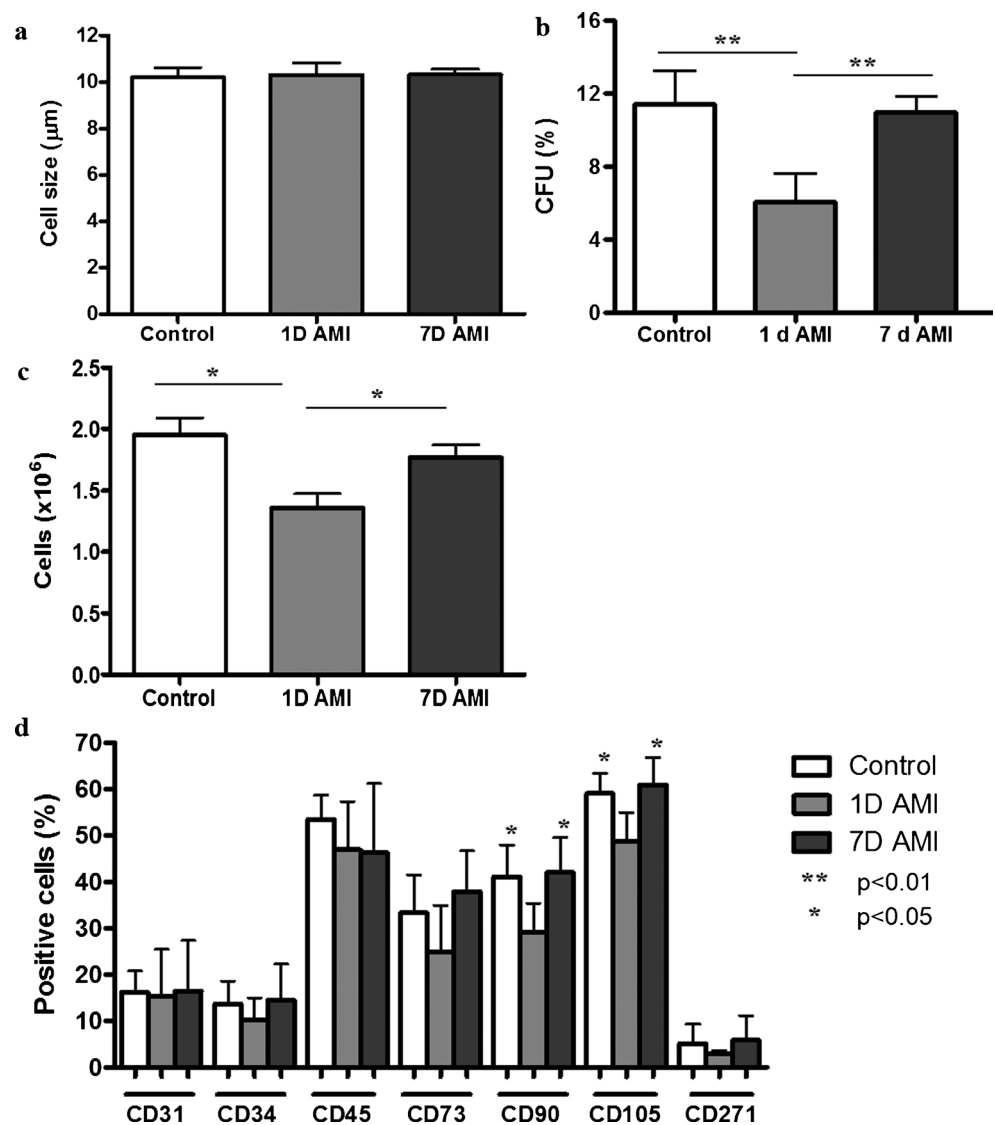 a
12
10
8
6
4
2
0
Cell size (μm)
Control 1D AMI 7D AMI
b
16
12
8
4
0
CFU (%)
** **
Control 1 d AMI 7 d AMI
c
2.5
2.0
1.5
1.0
0.5
0.0
Cells (x10⁶)
* *
Control 1D AMI 7D AMI
d
70
60
50
40
30
20
10
0
Positive cells (%)
* * * *
CD31 CD34 CD45 CD73 CD90 CD105 CD271
Control
1D AMI
7D AMI
** p<0.01
* p<0.05